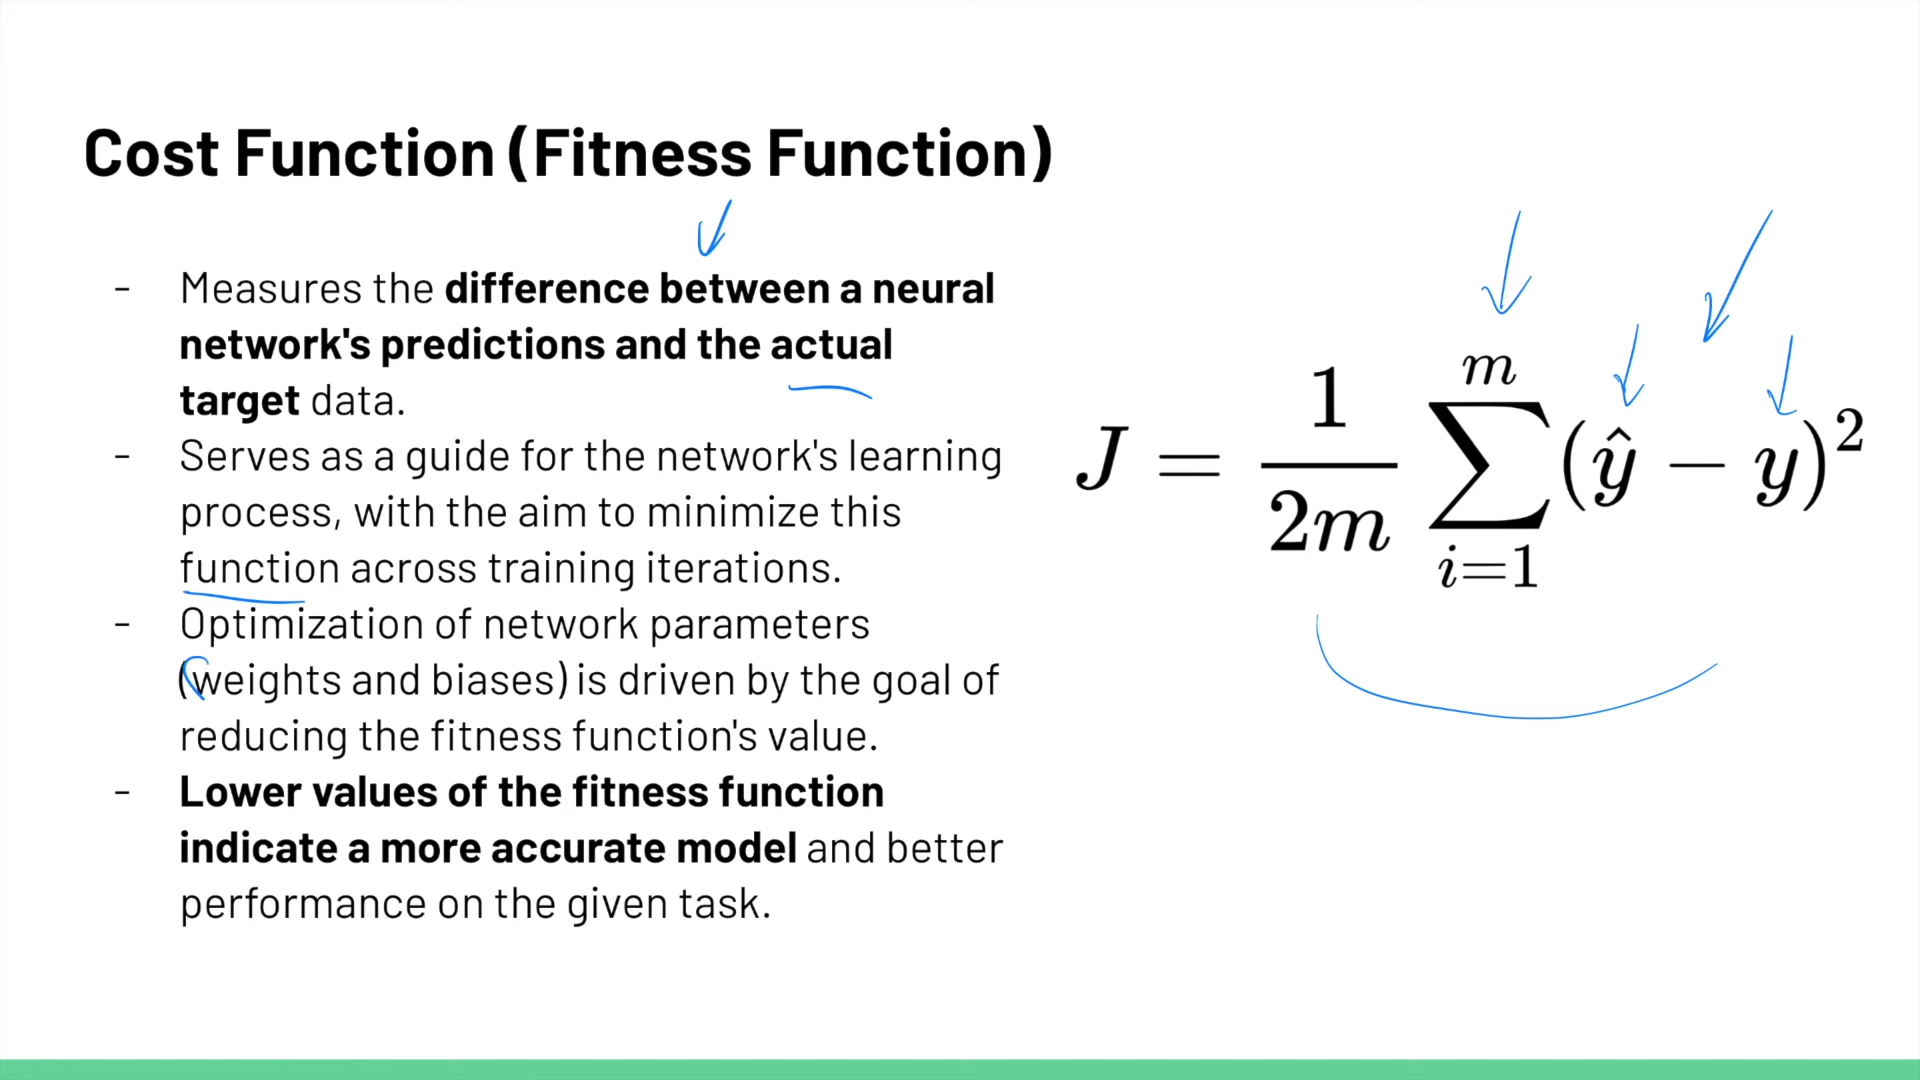 Cost Function (Fitness Function)
- Measures the difference between a neural
network's predictions and the actual
target data.
- Serves as a guide for the network's learning
process, with the aim to minimize this
function across training iterations.
- Optimization of network parameters
(weights and biases) is driven by the goal of
reducing the fitness function's value.
- Lower values of the fitness function
indicate a more accurate model and better
performance on the given task.
J = 1/2m ∑ i=1 m (ŷ − y)²